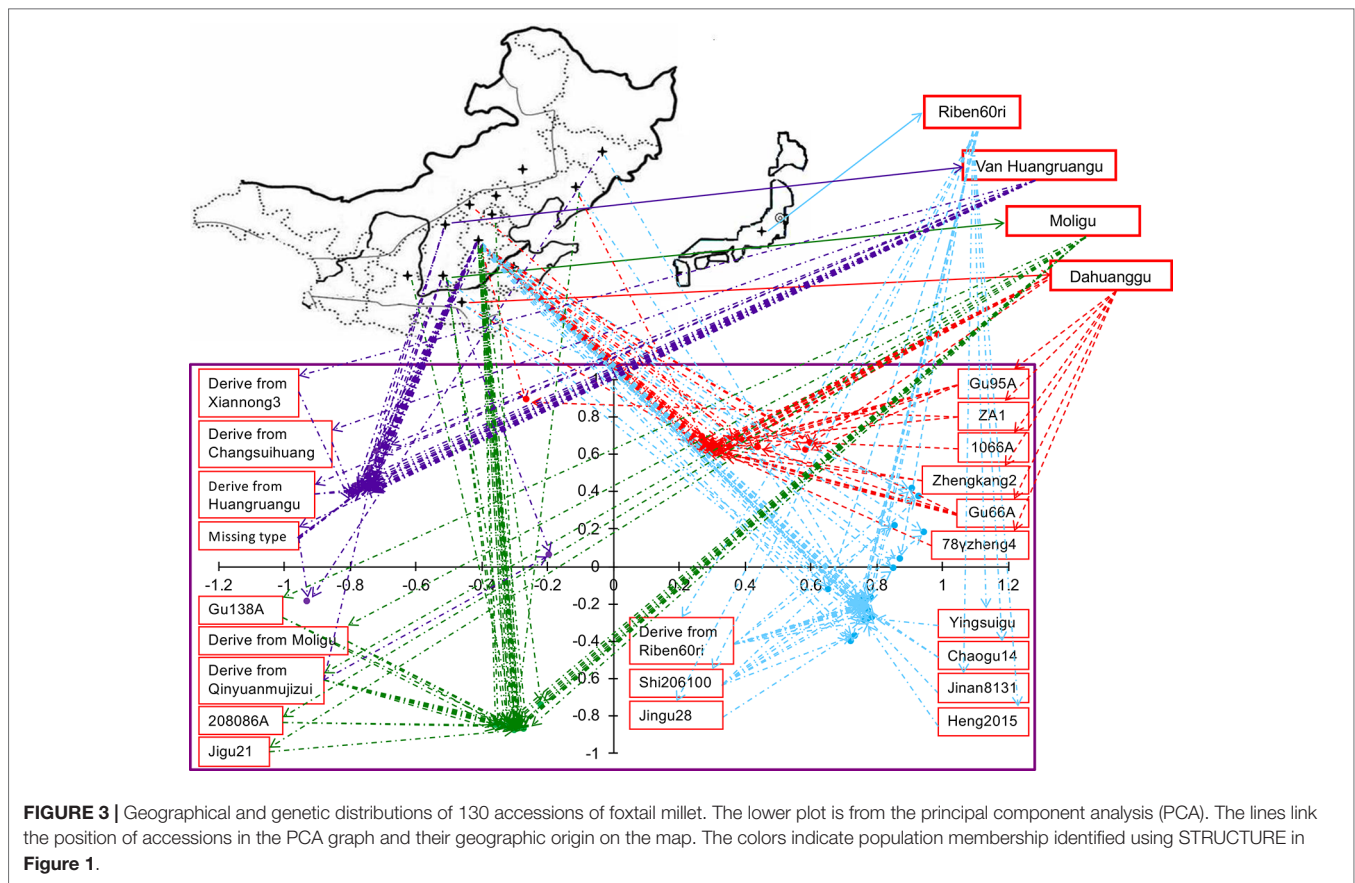 Riben60ri
Van Huangruangu
Moligu
Dahuanggu
Derive from
Xiannong3
Derive from
Changsuihuang
Derive from
Huangruangu
Missing type
Gu95A
ZA1
1066A
Zhengkang2
Gu66A
78γzheng4
0.8
0.6
0.4
0.2
0
-0.2
-0.4
-0.6
-0.8
-1
-1.2
-1
-0.8
-0.6
-0.4
-0.2
0
0.2
0.4
0.6
0.8
1
1.2
Gu138A
Derive from Moligu
Derive from
Qinyuanmujizui
208086A
Jigu21
Derive from
Riben60ri
Shi206100
Jingu28
Yingsuigu
Chaogu14
Jinan8131
Heng2015
FIGURE 3 | Geographical and genetic distributions of 130 accessions of foxtail millet. The lower plot is from the principal component analysis (PCA). The lines link
the position of accessions in the PCA graph and their geographic origin on the map. The colors indicate population membership identified using STRUCTURE in
Figure 1.